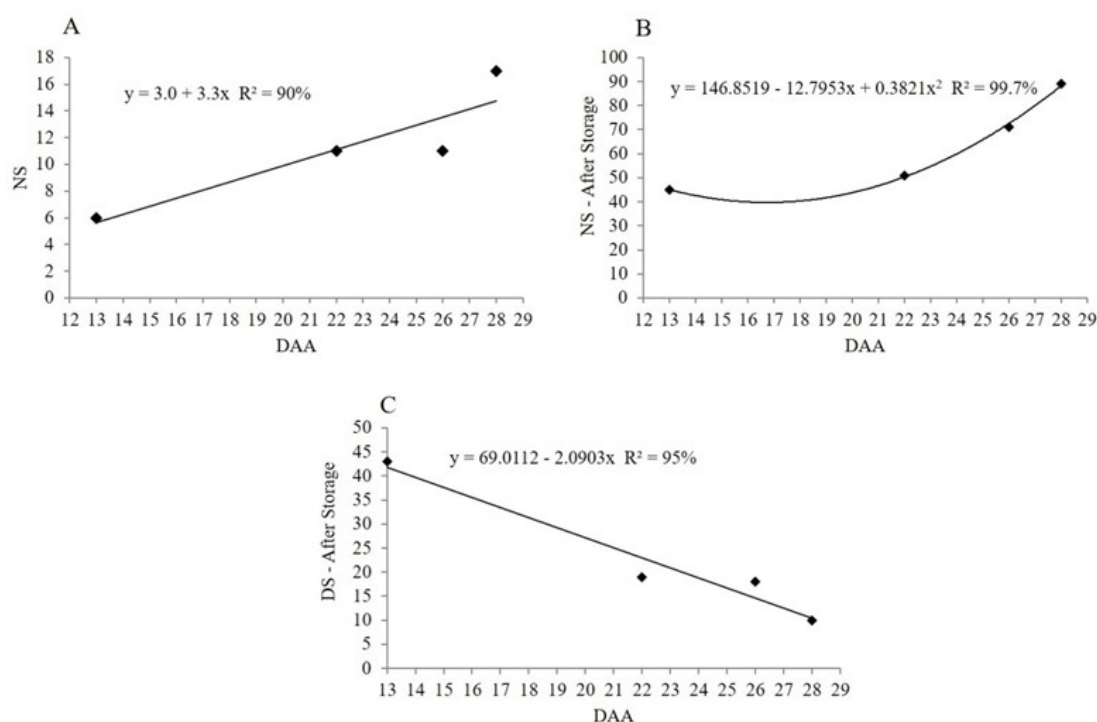 A
18
16
14
12
10
8
6
4
2
0
y = 3.0 + 3.3x R² = 90%
NS
12 13 14 15 16 17 18 19 20 21 22 23 24 25 26 27 28 29
DAA
B
100
90
80
70
60
50
40
30
20
10
0
y = 146.8519 - 12.7953x + 0.3821x² R² = 99.7%
NS - After Storage
12 13 14 15 16 17 18 19 20 21 22 23 24 25 26 27 28 29
DAA
C
50
45
40
35
30
25
20
15
10
5
0
y = 69.0112 - 2.0903x R² = 95%
DS - After Storage
13 14 15 16 17 18 19 20 21 22 23 24 25 26 27 28 29
DAA